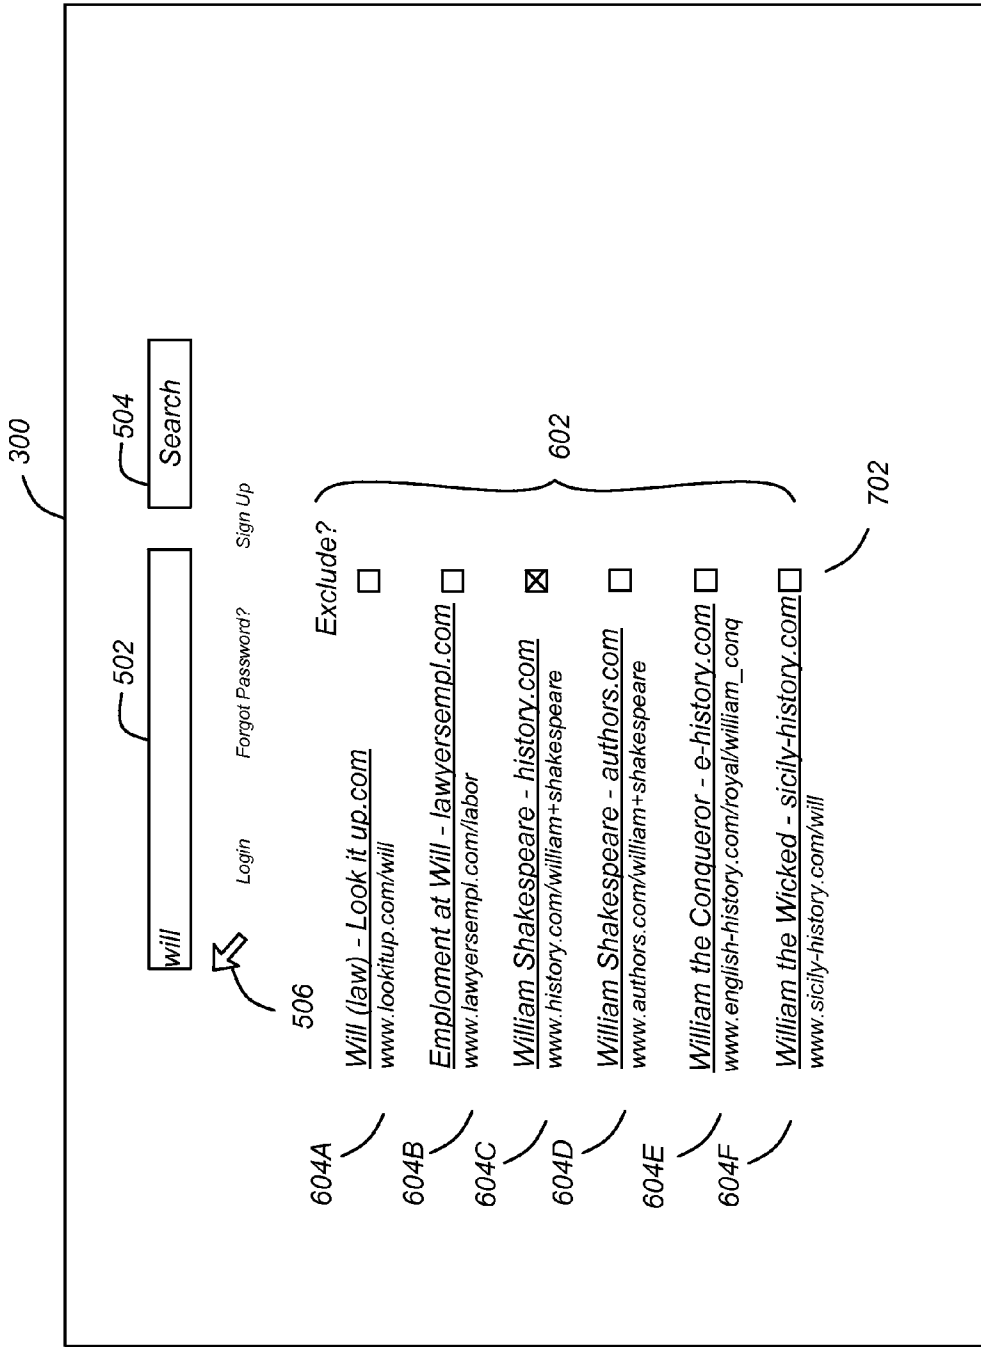 300
502
504
will
Search
506
Login
Forgot Password?
Sign Up
Exclude?
604A
Will (law) - Look it up.com
www.lookitup.com/will
604B
Emploment at Will - lawyersempl.com
www.lawyersempl.com/labor
604C
William Shakespeare - history.com
www.history.com/william+shakespeare
602
604D
William Shakespeare - authors.com
www.authors.com/william+shakespeare
604E
William the Conqueror - e-history.com
www.english-history.com/royal/william_conq
604F
William the Wicked - sicily-history.com
www.sicily-history.com/will
702